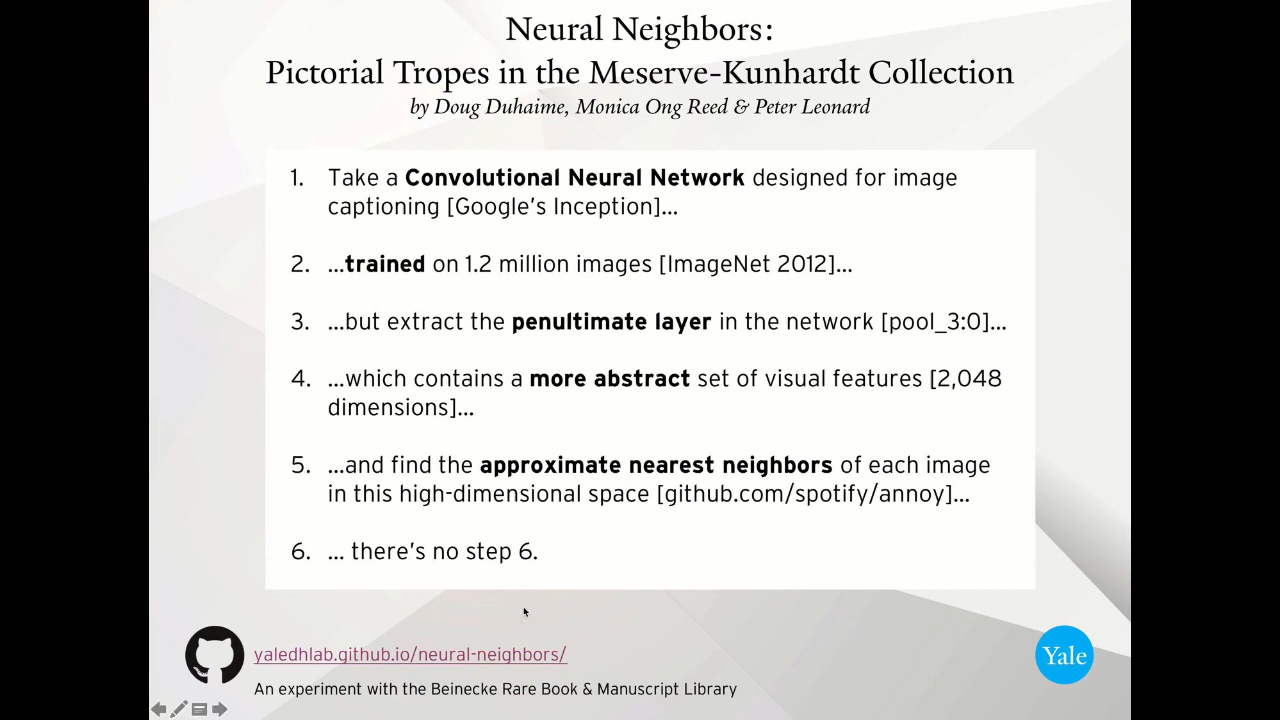 Neural Neighbors:
Pictorial Tropes in the Meserve-Kunhardt Collection
by Doug Duhaime, Monica Ong Reed & Peter Leonard
1. Take a Convolutional Neural Network designed for image
captioning [Google's Inception]...
2. ...trained on 1.2 million images [ImageNet 2012]...
3. ...but extract the penultimate layer in the network [pool_3:0]...
4. ...which contains a more abstract set of visual features [2,048
dimensions]...
5. ...and find the approximate nearest neighbors of each image
in this high-dimensional space [github.com/spotify/annoy]...
6. ... there's no step 6.
yaledhlab.github.io/neural-neighbors/
Yale
An experiment with the Beinecke Rare Book & Manuscript Library